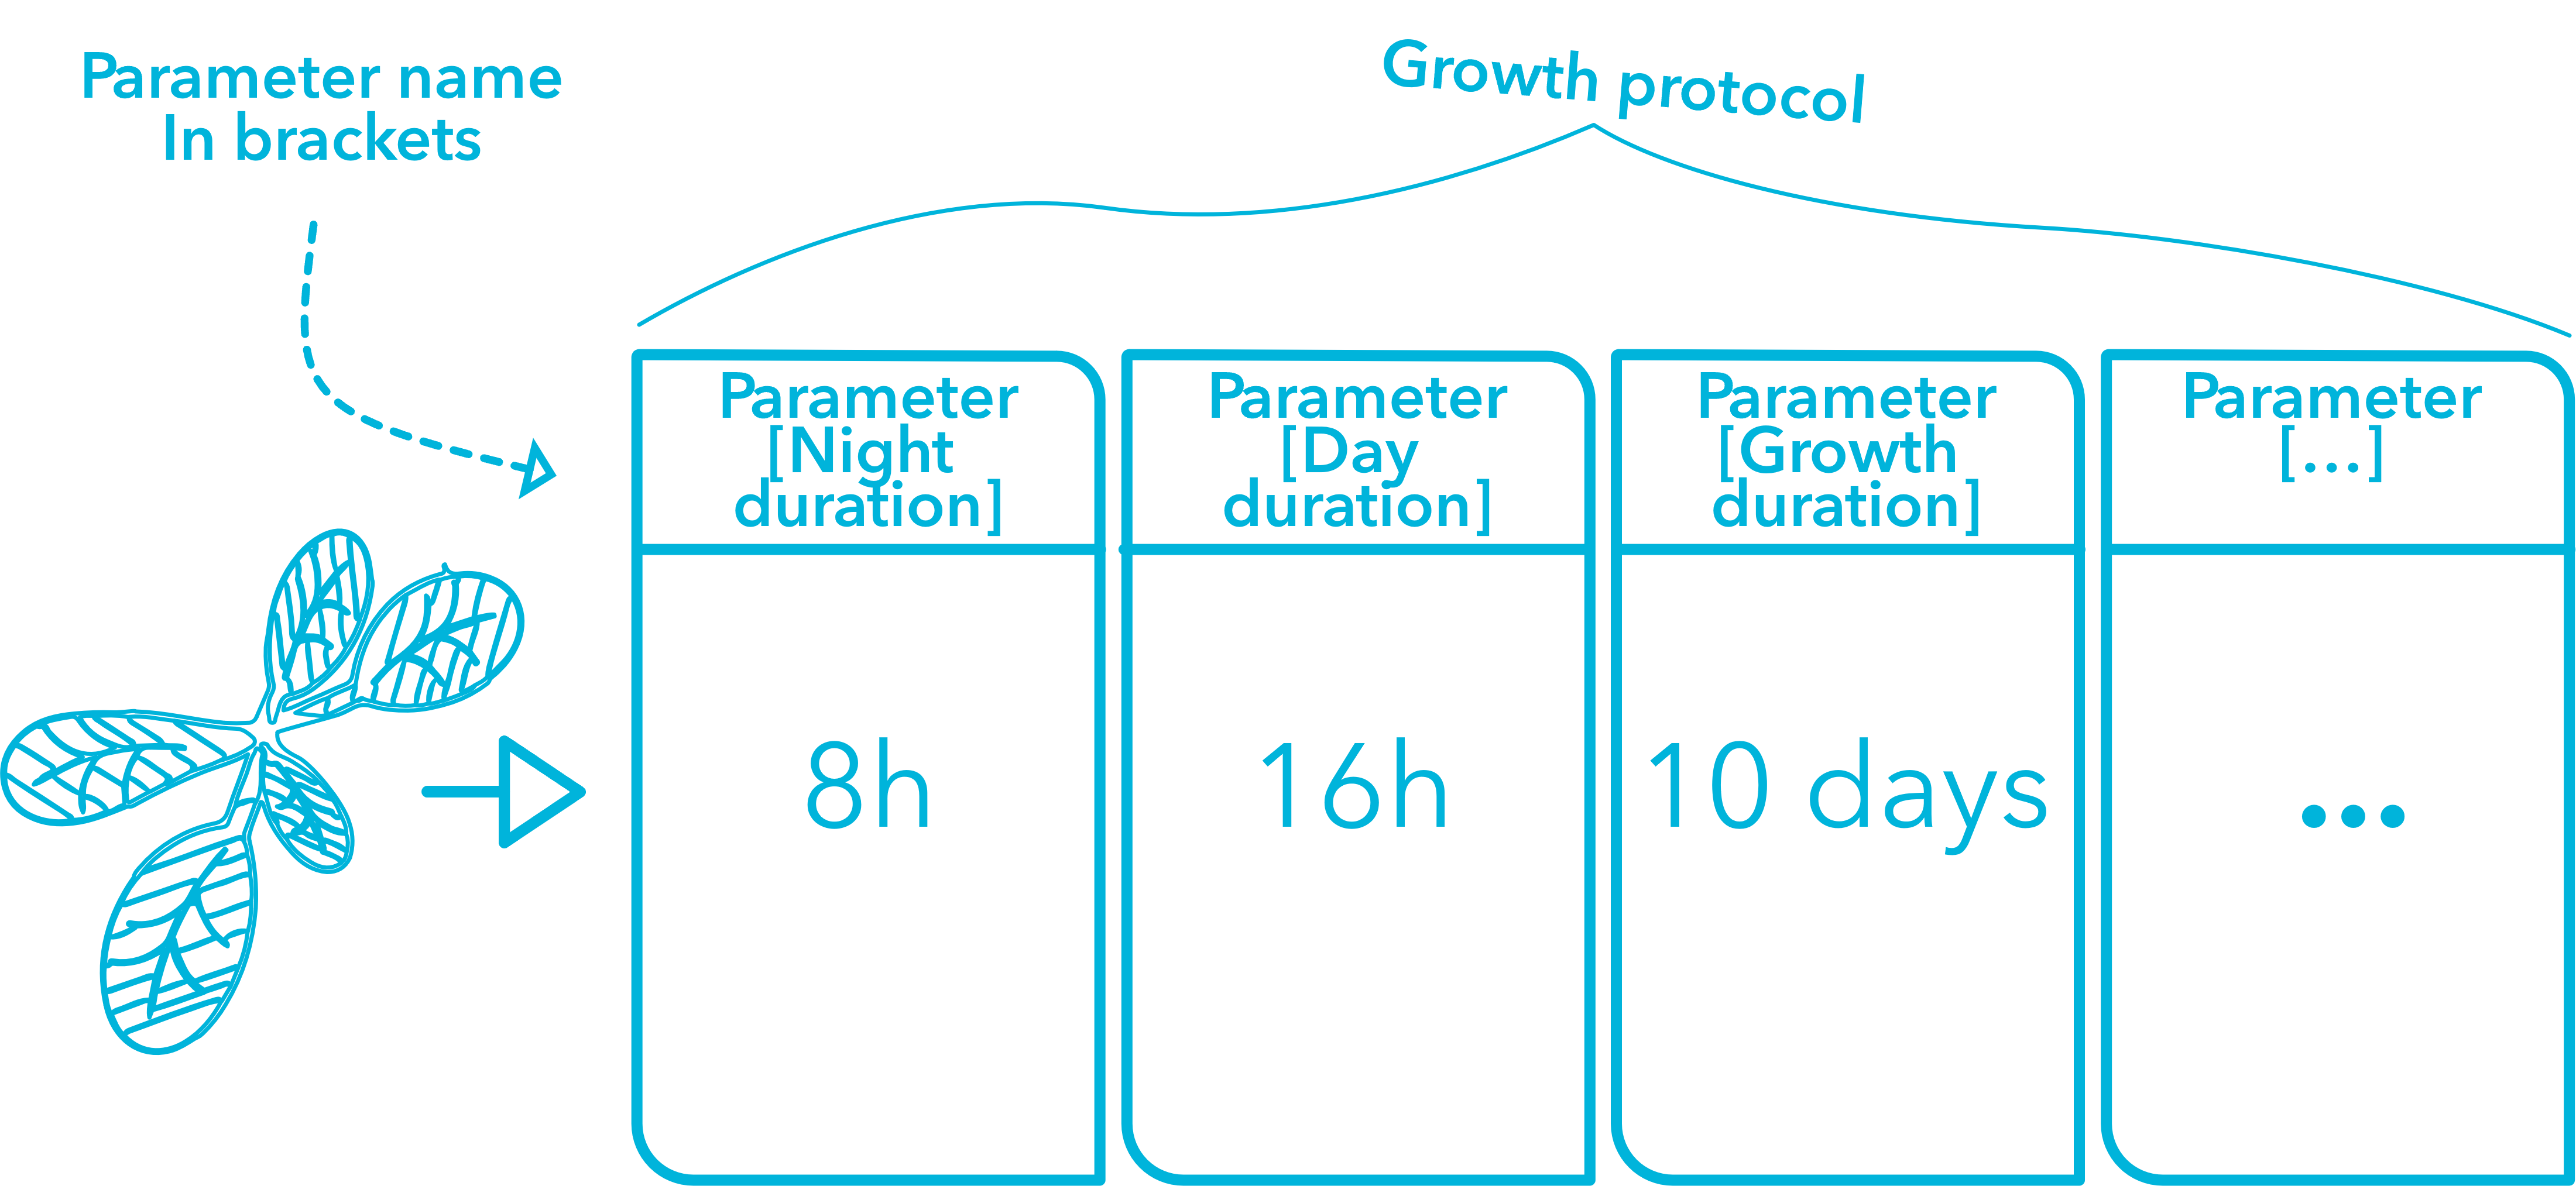 Parameter name
In brackets
Growth protocol
Parameter
[Night
duration]
Parameter
[Day
duration]
Parameter
[Growth
duration]
Parameter
[...]
8h
16h
10 days
...